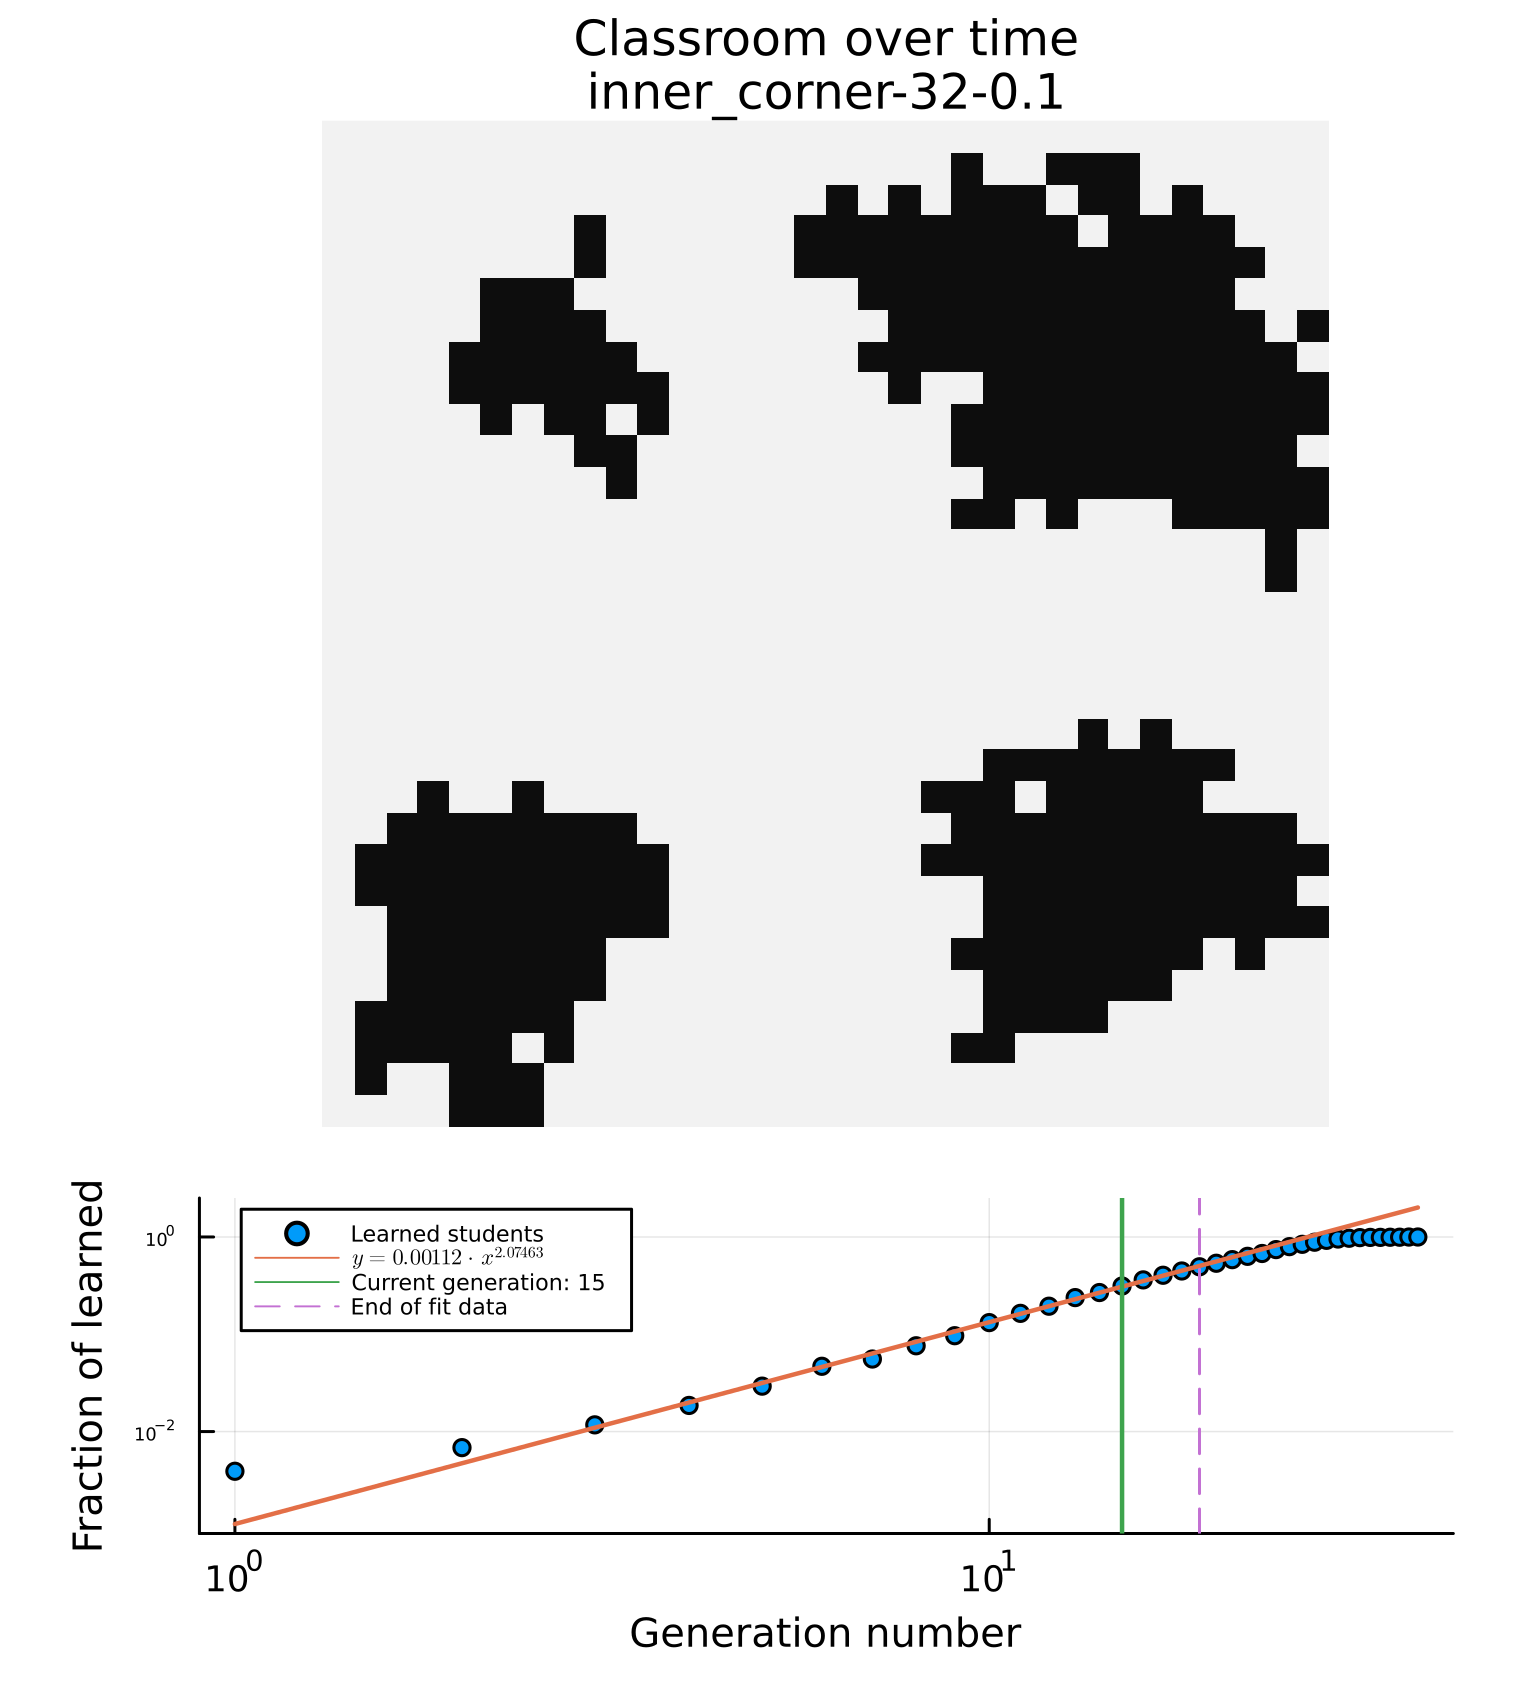 Classroom over time
inner_corner-32-0.1
Fraction of learned
10^0
10^-2
Learned students
y = 0.00112 · x^2.07463
Current generation: 15
End of fit data
10^0
10^1
Generation number